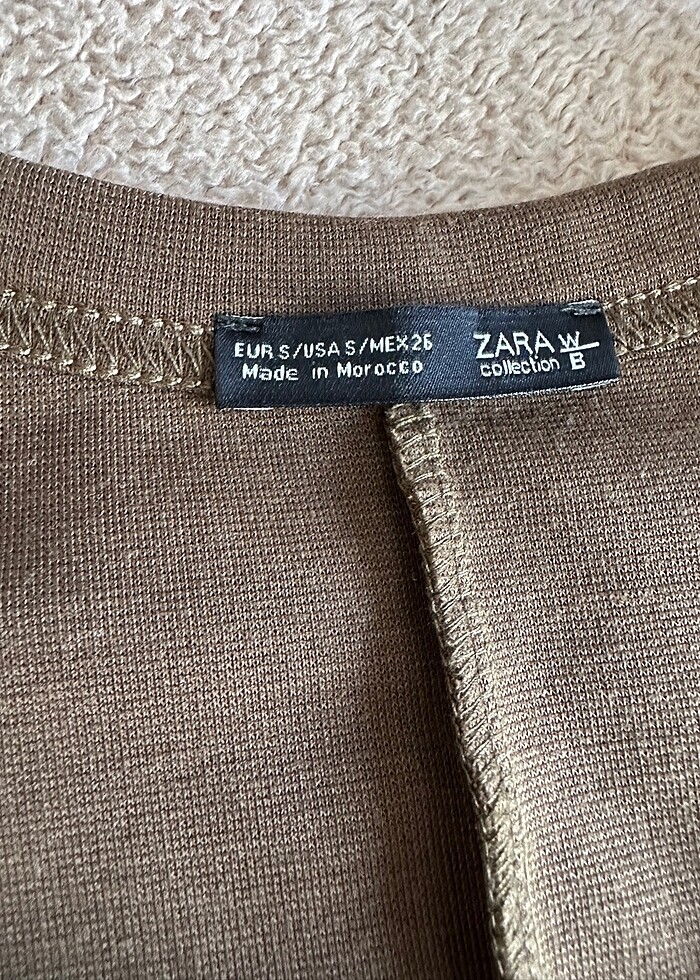 EUR S/USA S/MEX 26
Made in Morocco
ZARA W/B
collection